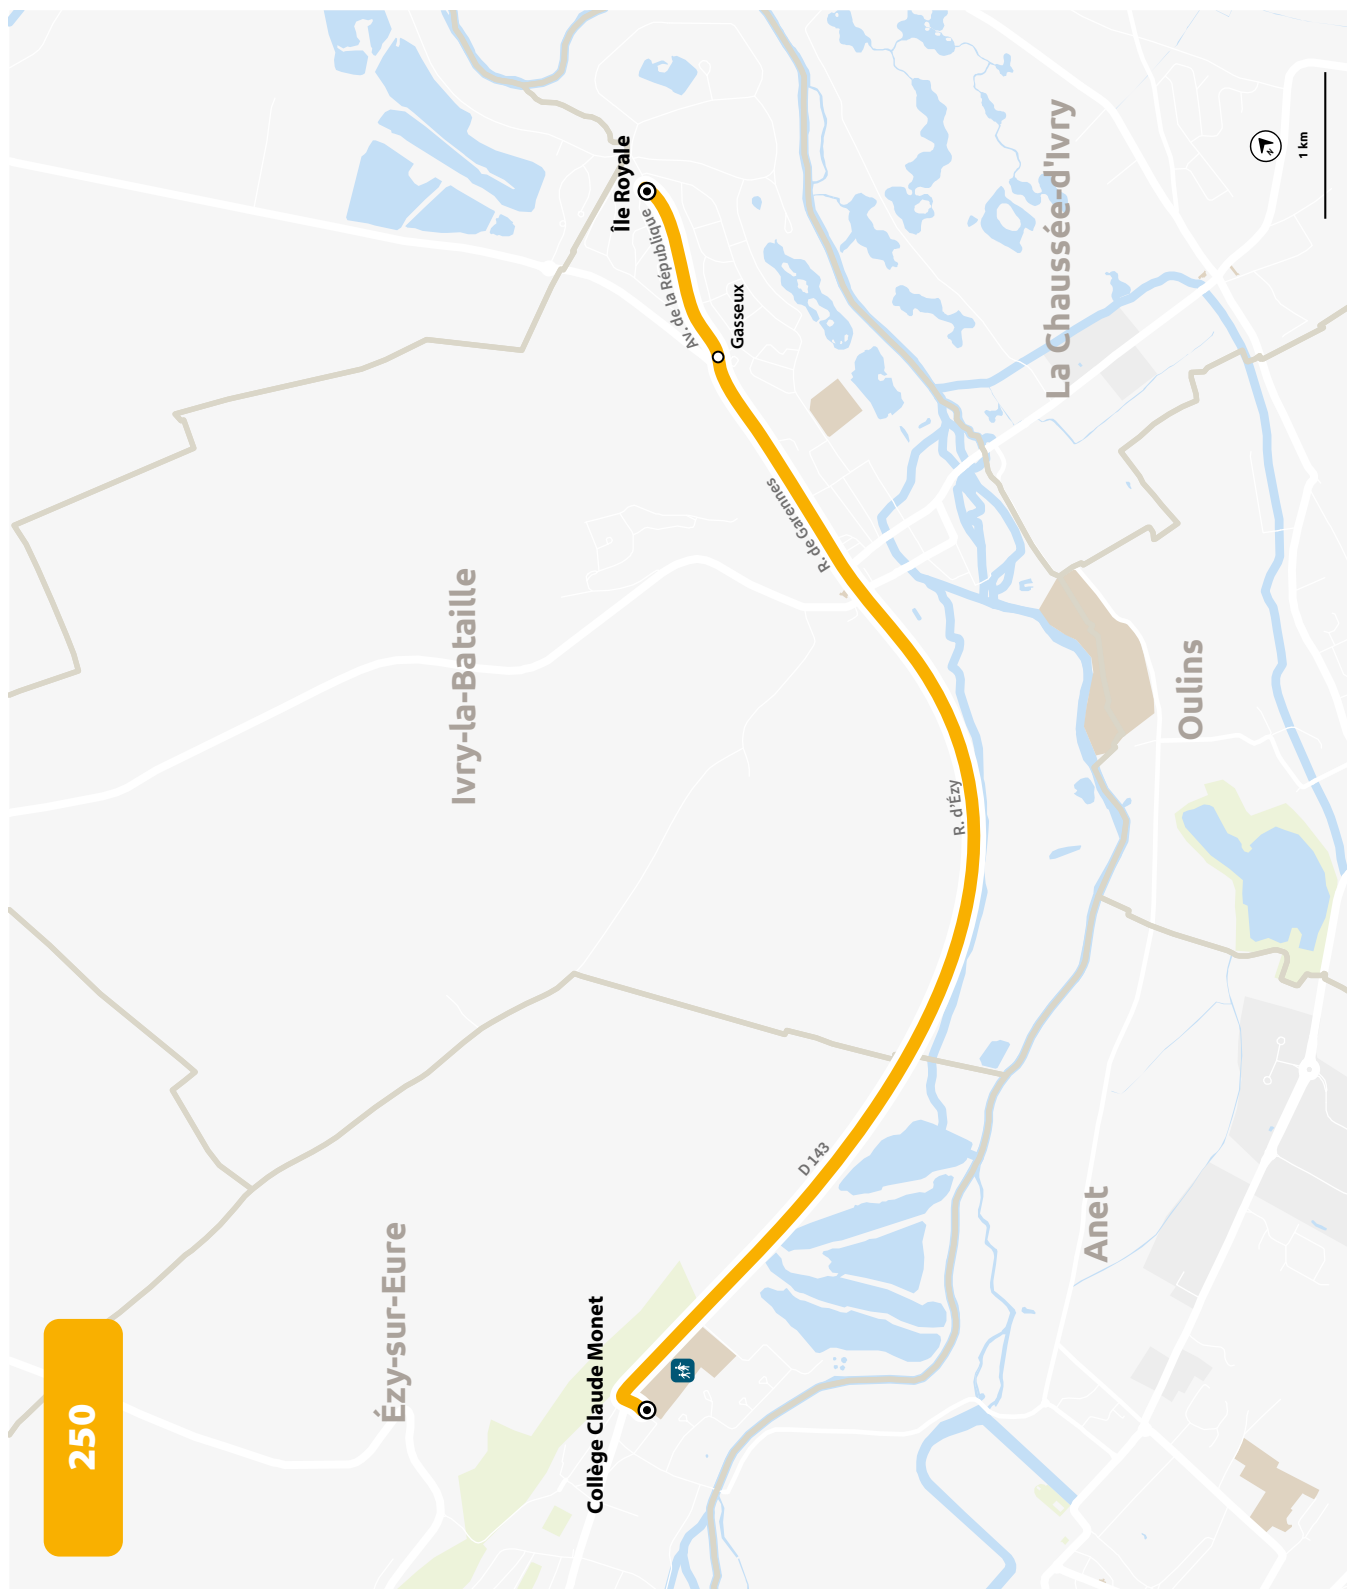 250
Ézy-sur-Eure
Collège Claude Monet
D 143
Anet
Ivry-la-Bataille
R. d'Ézy
R. de Garennes
Oulins
Gasseux
Av. de la République
Île Royale
La Chaussée-d'Ivry
N
1 km